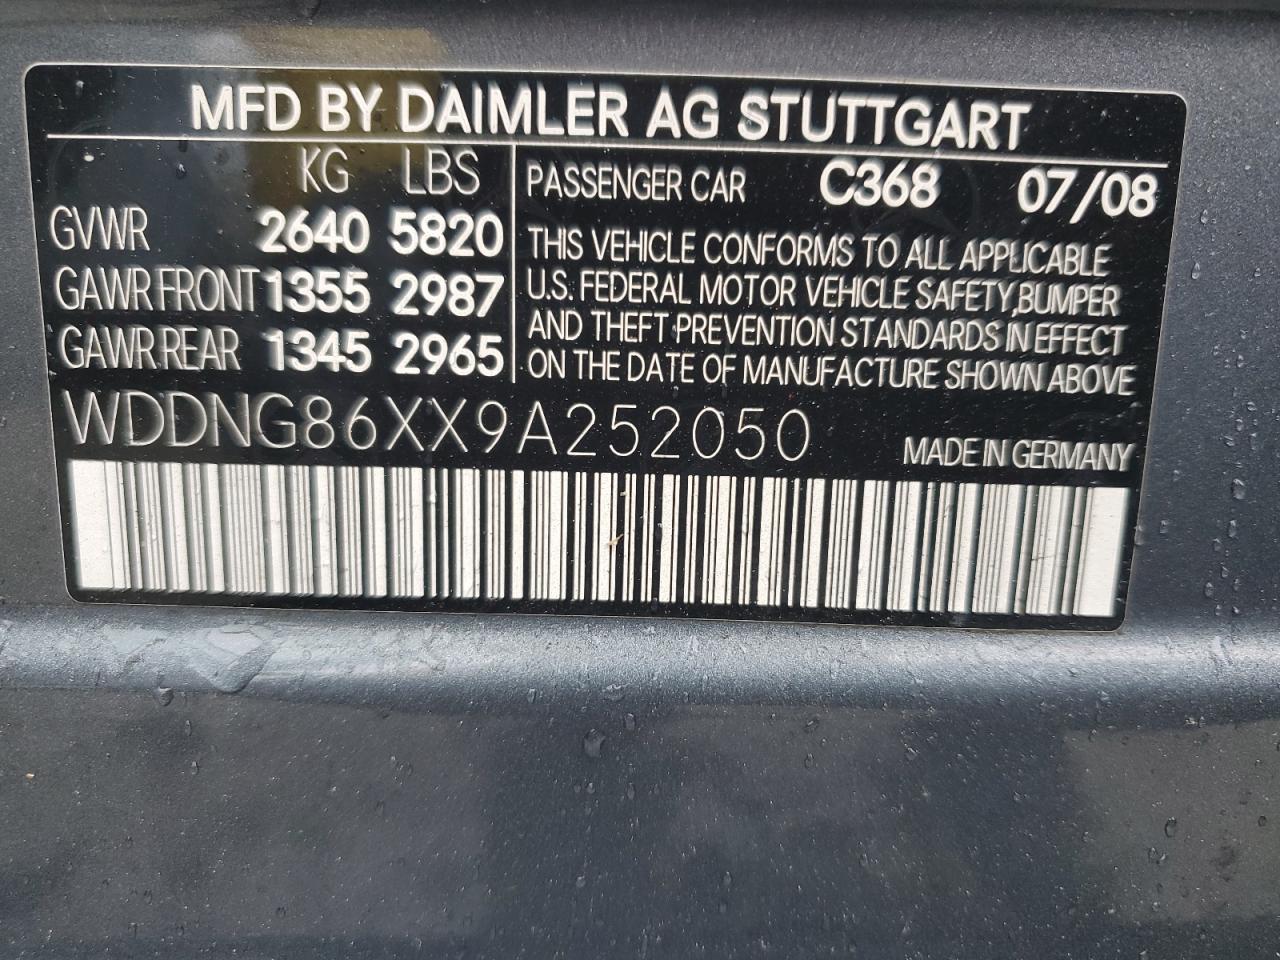 MFD BY DAIMLER AG STUTTGART
KG LBS
GVWR 2640 5820
GAWR FRONT 1355 2987
GAWR REAR 1345 2965
PASSENGER CAR C368 07/08
THIS VEHICLE CONFORMS TO ALL APPLICABLE
U.S. FEDERAL MOTOR VEHICLE SAFETY,BUMPER
AND THEFT PREVENTION STANDARDS IN EFFECT
ON THE DATE OF MANUFACTURE SHOWN ABOVE
WDDNG86XX9A252050
MADE IN GERMANY